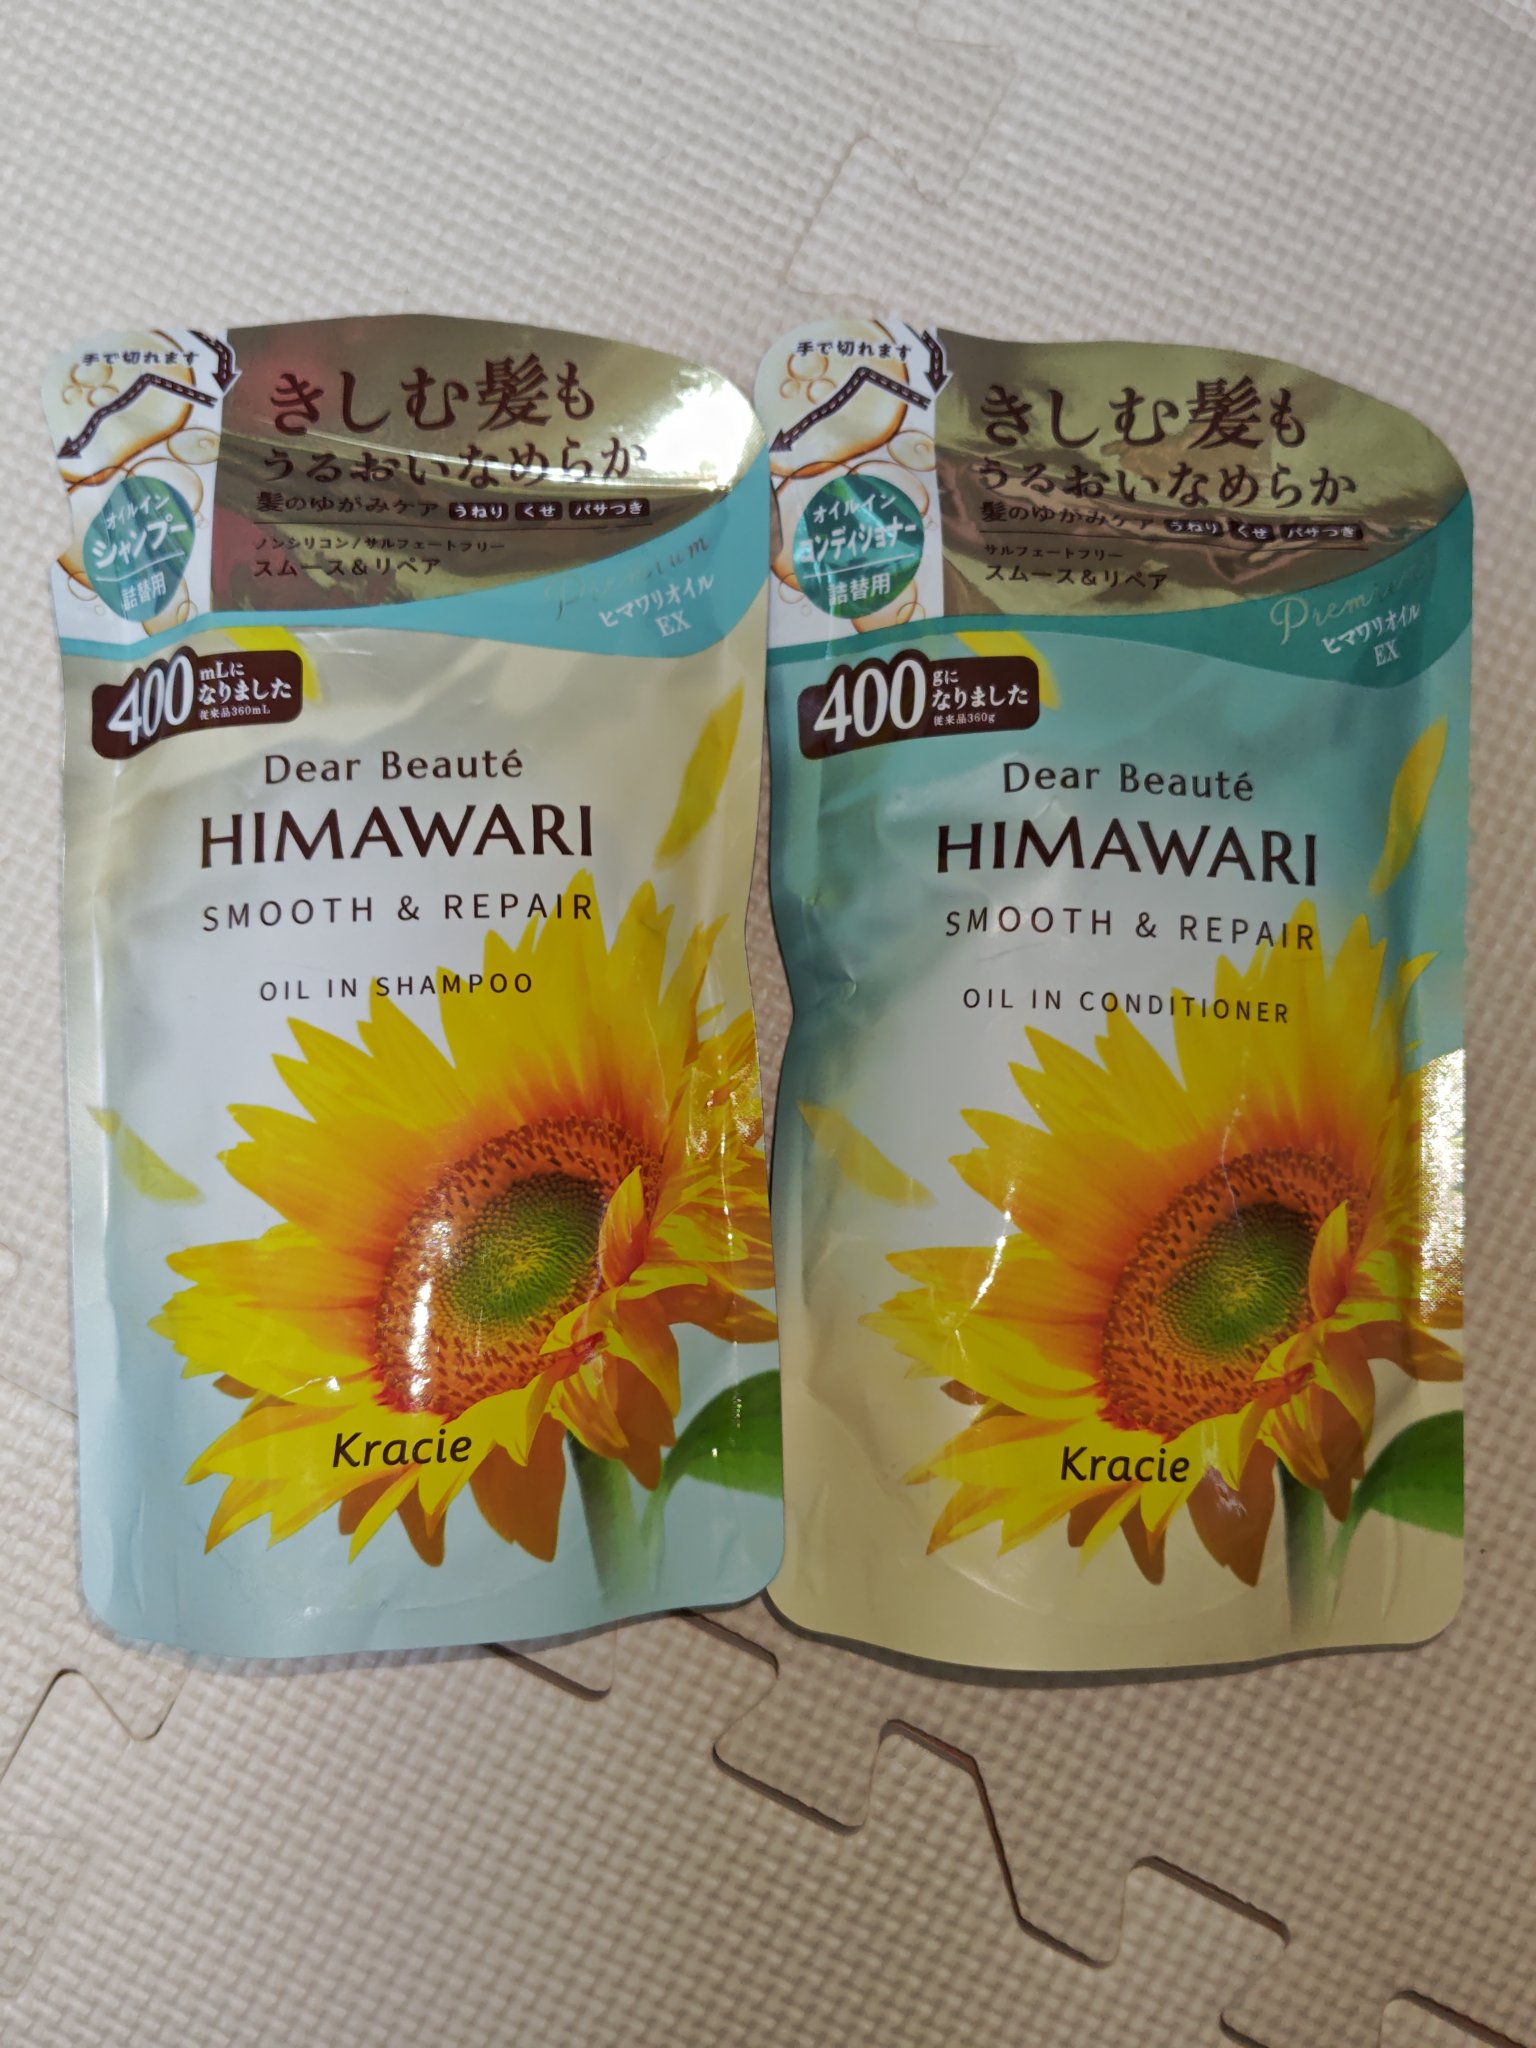 手で切れます
きしむ髪も
うるおいなめらか
髪のゆがみケア うねり くせ パサつき
ノンシリコン/サルフェートフリー
スムース&リペア
オイルイン
シャンプー
詰替用
Premium
ヒマワリオイル
EX
400mLに
なりました
従来品360mL
Dear Beauté
HIMAWARI
SMOOTH & REPAIR
OIL IN SHAMPOO
Kracie
手で切れます
きしむ髪も
うるおいなめらか
髪のゆがみケア うねり くせ パサつき
サルフェートフリー
スムース&リペア
オイルイン
コンディショナー
詰替用
Premium
ヒマワリオイル
EX
400gに
なりました
従来品360g
Dear Beauté
HIMAWARI
SMOOTH & REPAIR
OIL IN CONDITIONER
Kracie